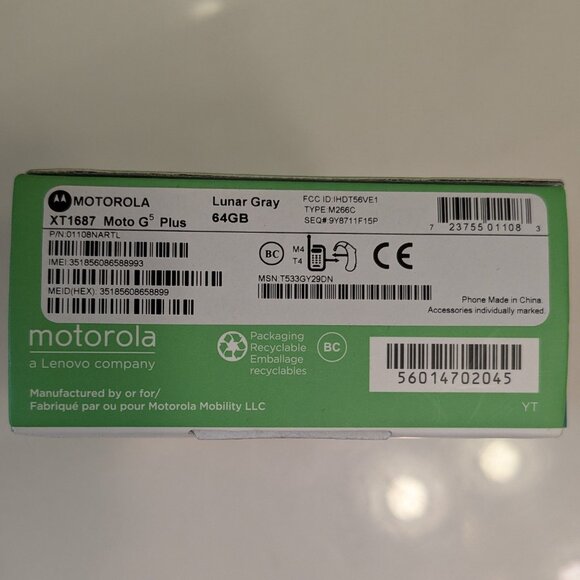 MOTOROLA
XT1687 Moto G5 Plus
Lunar Gray
64GB
FCC ID:IHDT56VE1
TYPE M266C
SEQ# 9Y8711F15P
7 23755 01108 3
P/N:01108NARTL
IMEI:351856086588993
MEID(HEX): 35185608658899
BC
M4
T4
CE
MSN:T533GY29DN
Phone Made in China.
Accessories individually marked.
motorola
a Lenovo company
Packaging
Recyclable
Emballage
recyclables
BC
56014702045
Manufactured by or for/
Fabriqué par ou pour Motorola Mobility LLC
YT